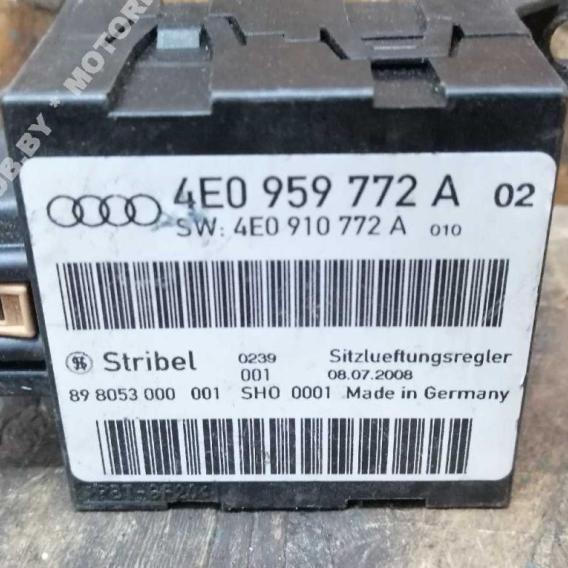 4E0 959 772 A 02
SW: 4E0 910 772 A 010
Stribel 0239 Sitzlueftungsregler
001 08.07.2008
89 8053 000 001 SHO 0001 Made in Germany